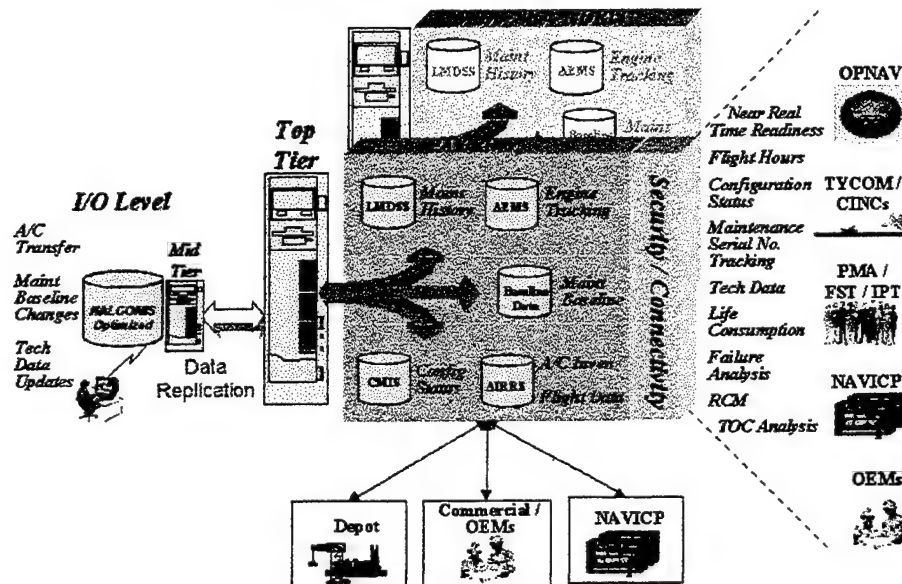 LMDSS
Maint
History
AEMS
Engine
Tracking
Baseline
Maint
Top
Tier
I/O Level
A/C
Transfer
Maint
Baseline
Changes
Tech
Data
Updates
NALCOMIS
Optimized
Mid
Tier
Data
Replication
LMDSS
Maint
History
AEMS
Engine
Tracking
Baseline
Data
Maint
Baseline
CMIS
Config
Status
AIRRS
A/C Inven
Flight Data
Security / Connectivity
Near Real
Time Readiness
Flight Hours
Configuration
Status
Maintenance
Serial No.
Tracking
Tech Data
Life
Consumption
Failure
Analysis
RCM
TOC Analysis
OPNAV
TYCOM /
CINCs
PMA /
FST / IPT
NAVICP
OEMs
Depot
Commercial /
OEMs
NAVICP